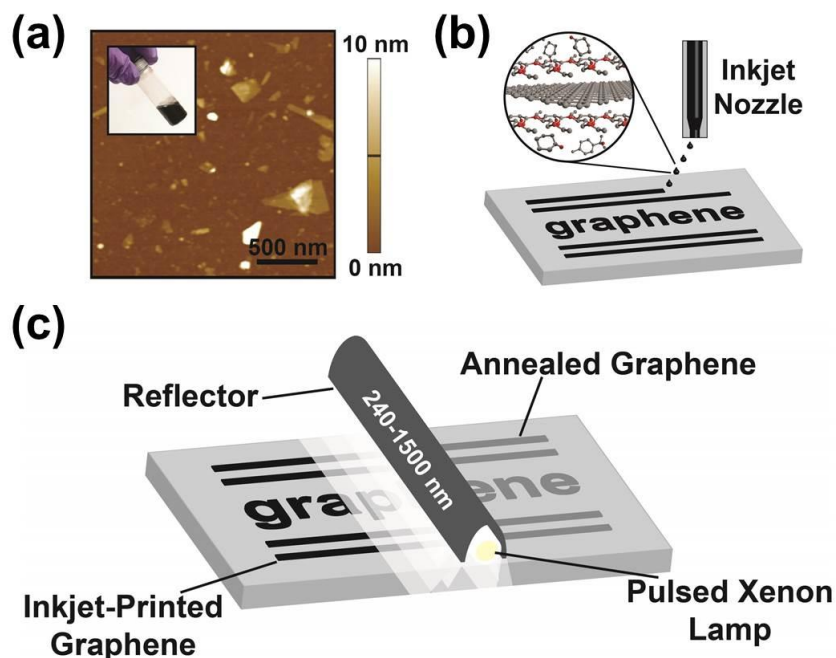 (a)
10 nm
500 nm
0 nm
(b)
Inkjet
Nozzle
graphene
(c)
Annealed Graphene
Reflector
240-1500 nm
graphene
Inkjet-Printed
Graphene
Pulsed Xenon
Lamp